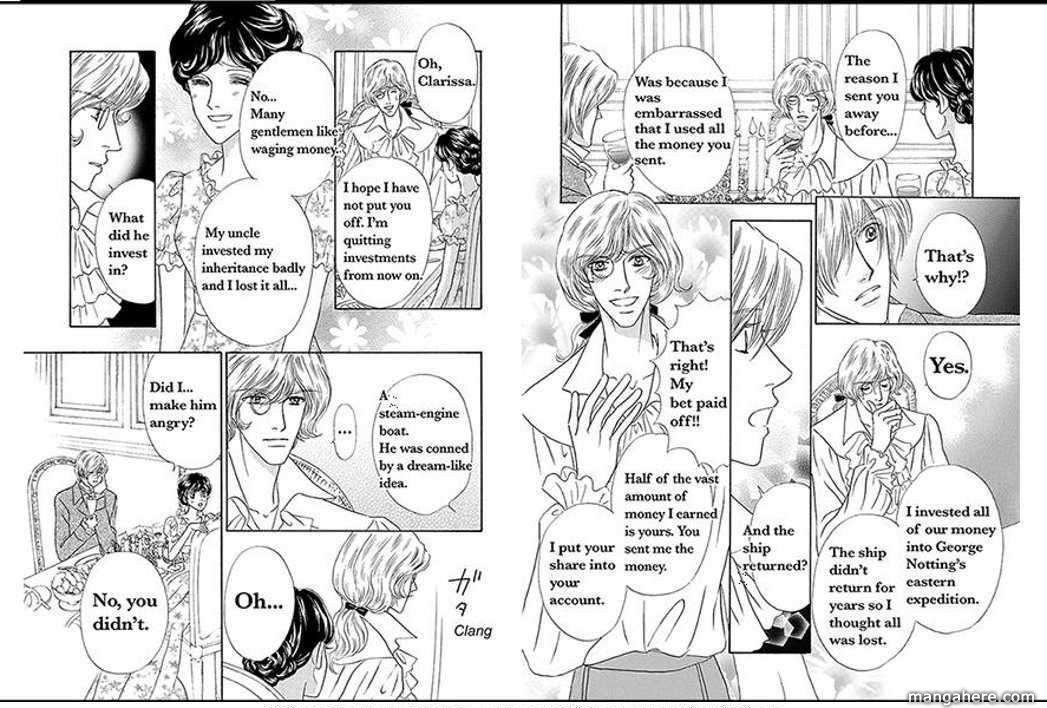 The
reason I
sent you
away
before...
Was because I
was
embarrassed
that I used all
the money you
sent.
That's
why!?
Yes.
I invested all
of our money
into George
Notting's
eastern
expedition.
The ship
didn't
return for
years so I
thought all
was lost.
And the
ship
returned?
That's
right!
My
bet paid
off!!
Half of the vast
amount of
money I earned
is yours. You
sent me the
money.
I put your
share into
your
account.
Oh,
Clarissa.
I hope I have
not put you
off. I'm
quitting
investments
from now on.
No...
Many
gentlemen like
waging money..
My uncle
invested my
inheritance badly
and I lost it all...
What
did he
invest
in?
A
steam-engine
boat.
He was conned
by a dream-like
idea.
...
ガタ
Clang
Oh...
Did I...
make him
angry?
No, you
didn't.
mangahere.com